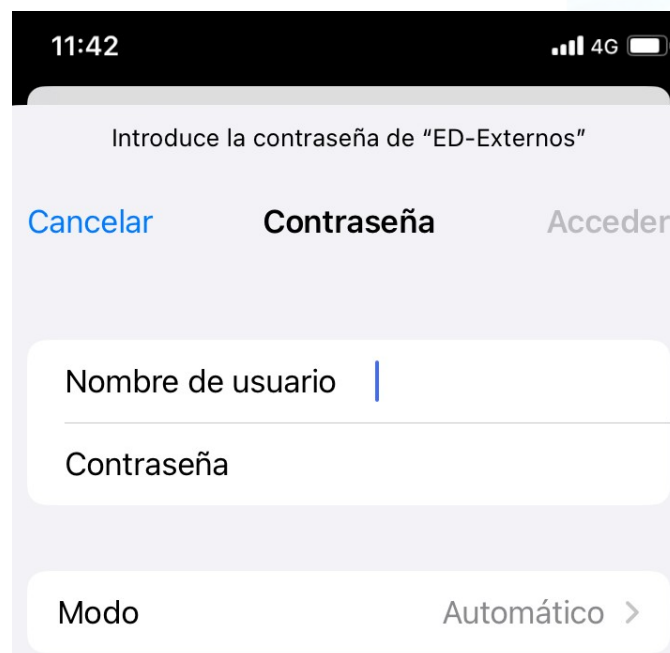 11:42 4G
Introduce la contraseña de “ED-Externos”
Cancelar Contraseña Acceder
Nombre de usuario
Contraseña
Modo Automático